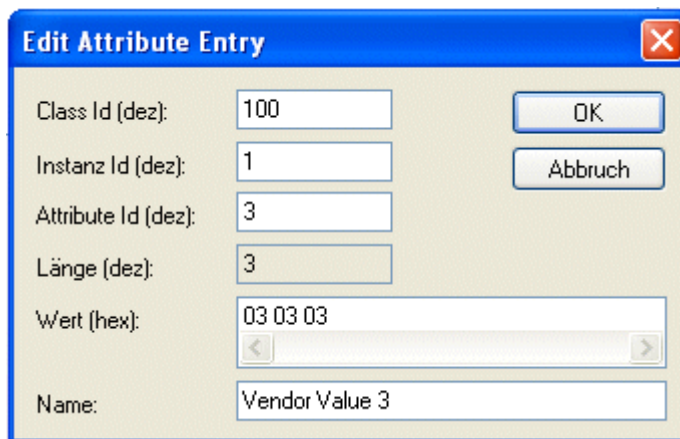 Edit Attribute Entry
Class Id (dez): 100 OK
Instanz Id (dez): 1 Abbruch
Attribute Id (dez): 3
Länge (dez): 3
Wert (hex): 03 03 03
Name: Vendor Value 3